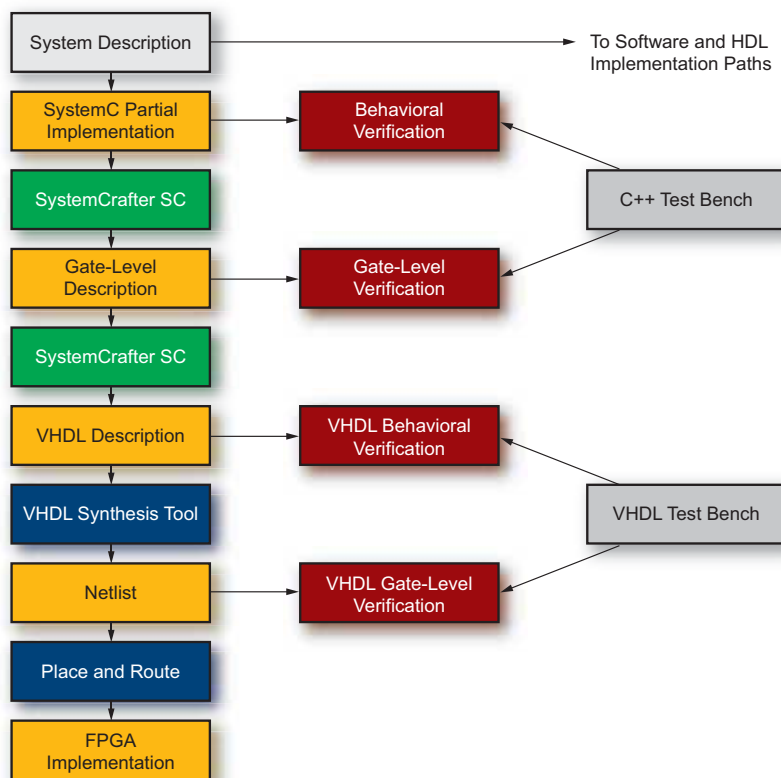 System Description
To Software and HDL
Implementation Paths
SystemC Partial
Implementation
Behavioral
Verification
SystemCrafter SC
C++ Test Bench
Gate-Level
Description
Gate-Level
Verification
SystemCrafter SC
VHDL Description
VHDL Behavioral
Verification
VHDL Synthesis Tool
VHDL Test Bench
Netlist
VHDL Gate-Level
Verification
Place and Route
FPGA
Implementation